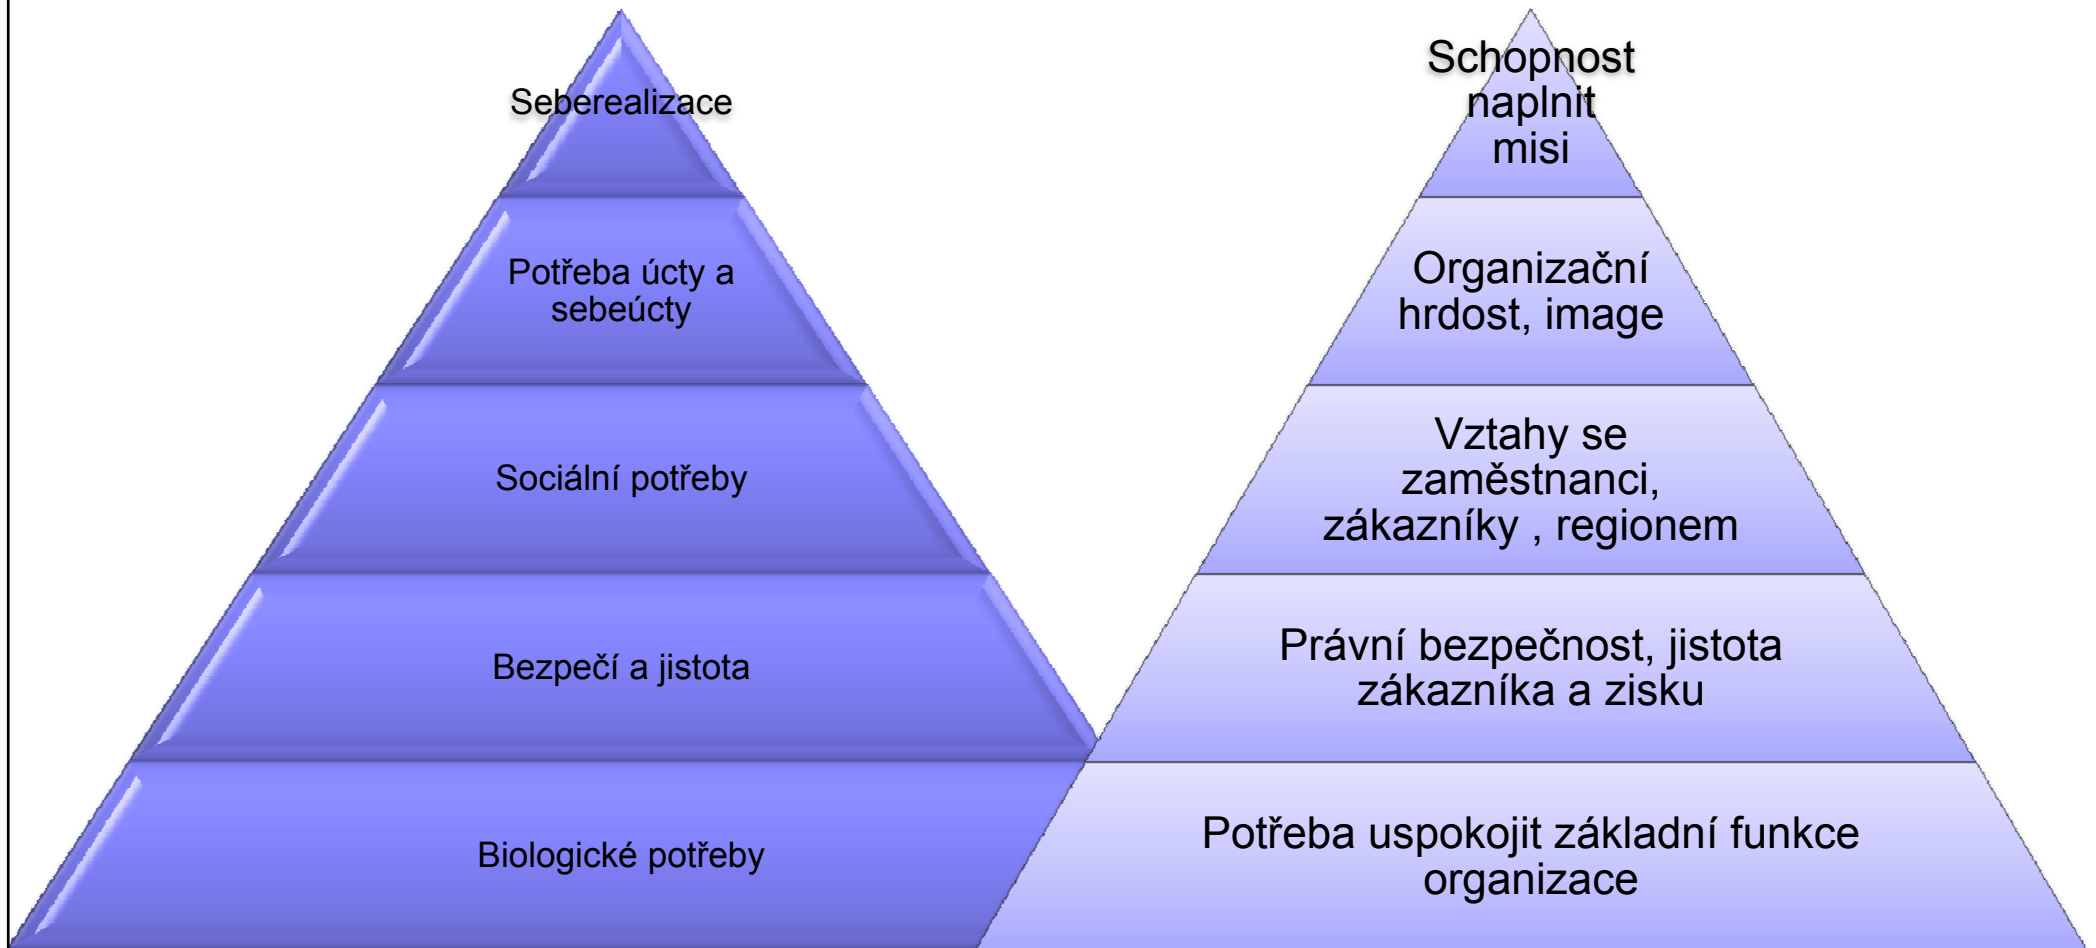 Seberealizace
Potřeba úcty a
sebeúcty
Sociální potřeby
Bezpečí a jistota
Biologické potřeby
Schopnost
naplnit
misi
Organizační
hrdost, image
Vztahy se
zaměstnanci,
zákazníky , regionem
Právní bezpečnost, jistota
zákazníka a zisku
Potřeba uspokojit základní funkce
organizace